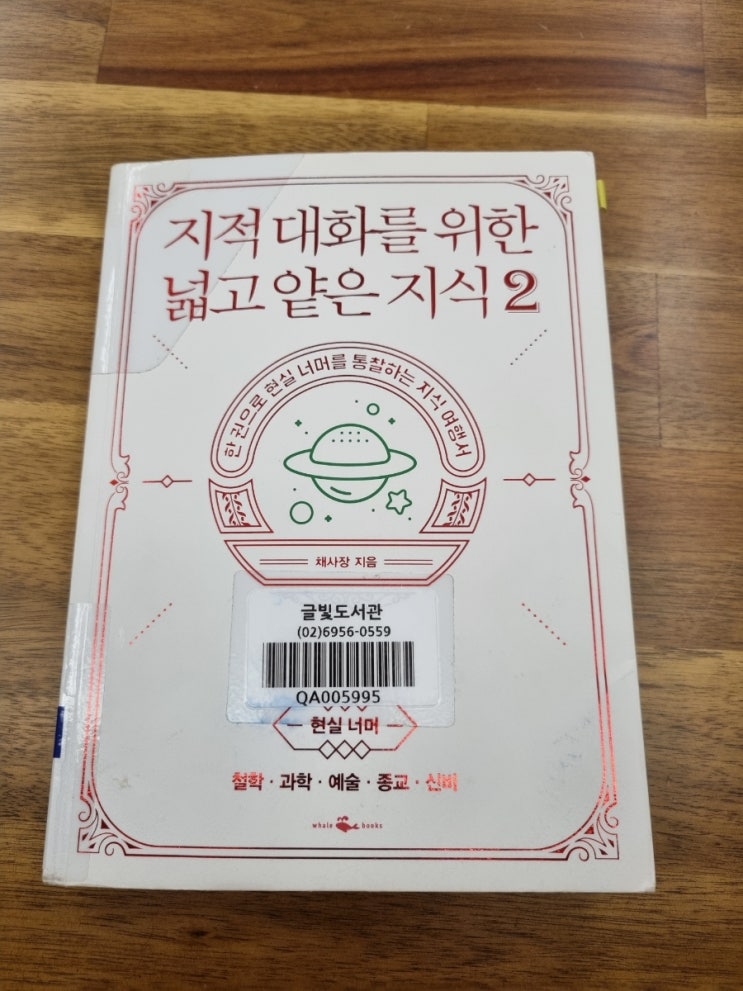 지적 대화를 위한
넓고 얕은 지식 2
한 권으로 현실 너머를 통찰하는 지식 여행서
채사장 지음
글빛도서관
(02)6956-0559
QA005995
현실 너머
철학 · 과학 · 예술 · 종교 · 신비
whale books